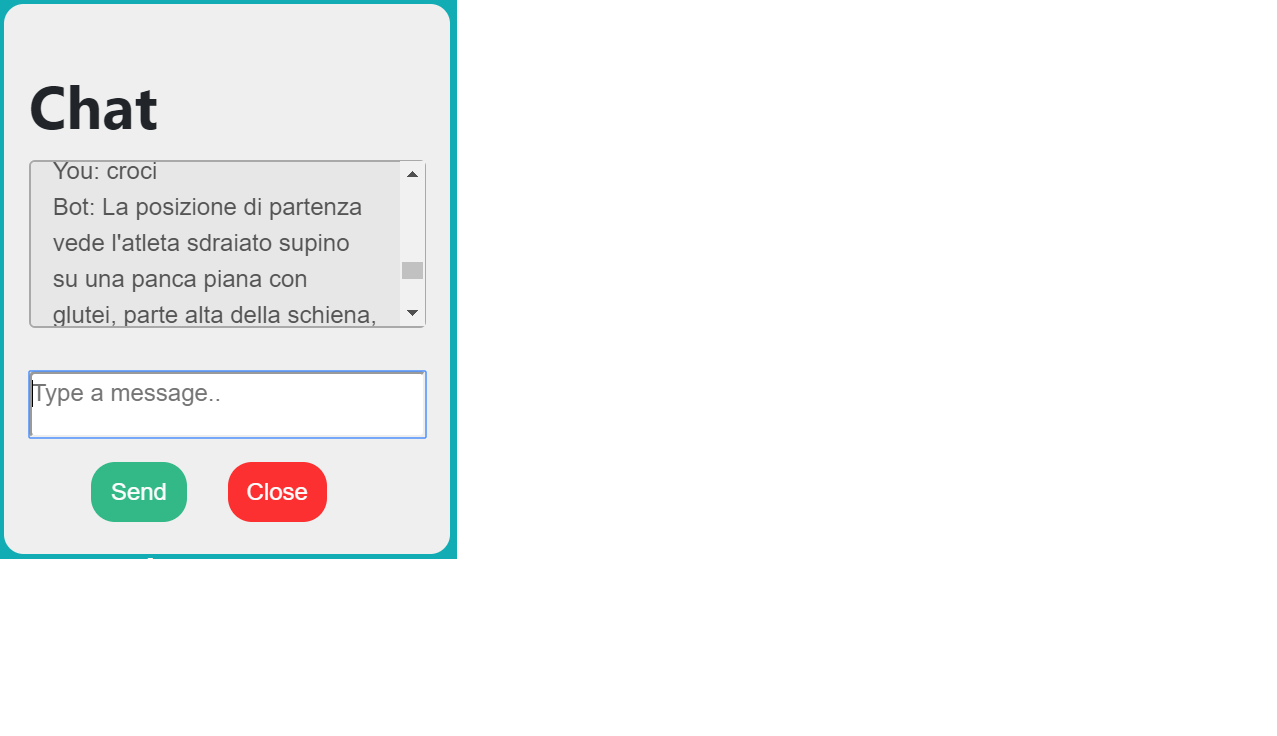 Chat
You: croci
Bot: La posizione di partenza
vede l'atleta sdraiato supino
su una panca piana con
glutei, parte alta della schiena,
Type a message..
Send
Close